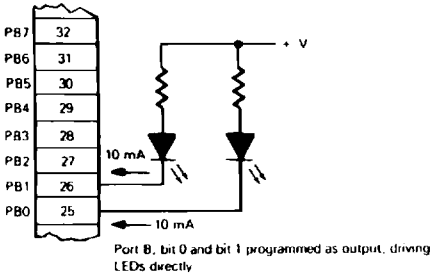 PB7 32
+ V
PB6 31
PB5 30
PB4 29
PB3 28
PB2 27 10 mA
PB1 26
PB0 25
10 mA
Port B, bit 0 and bit 1 programmed as output, driving
LEDs directly